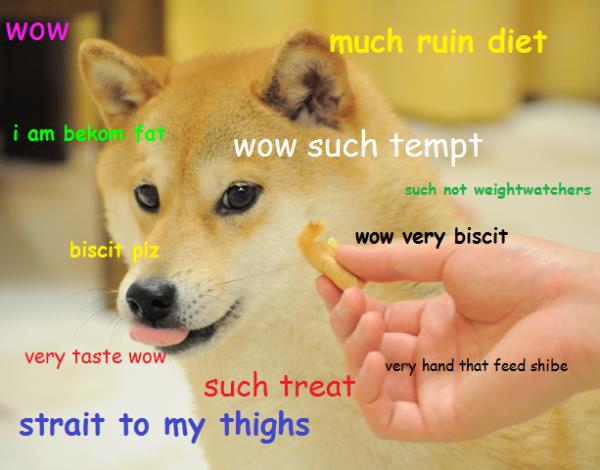 wow
much ruin diet
i am bekom fat
wow such tempt
such not weightwatchers
wow very biscit
biscit plz
very taste wow
very hand that feed shibe
such treat
strait to my thighs